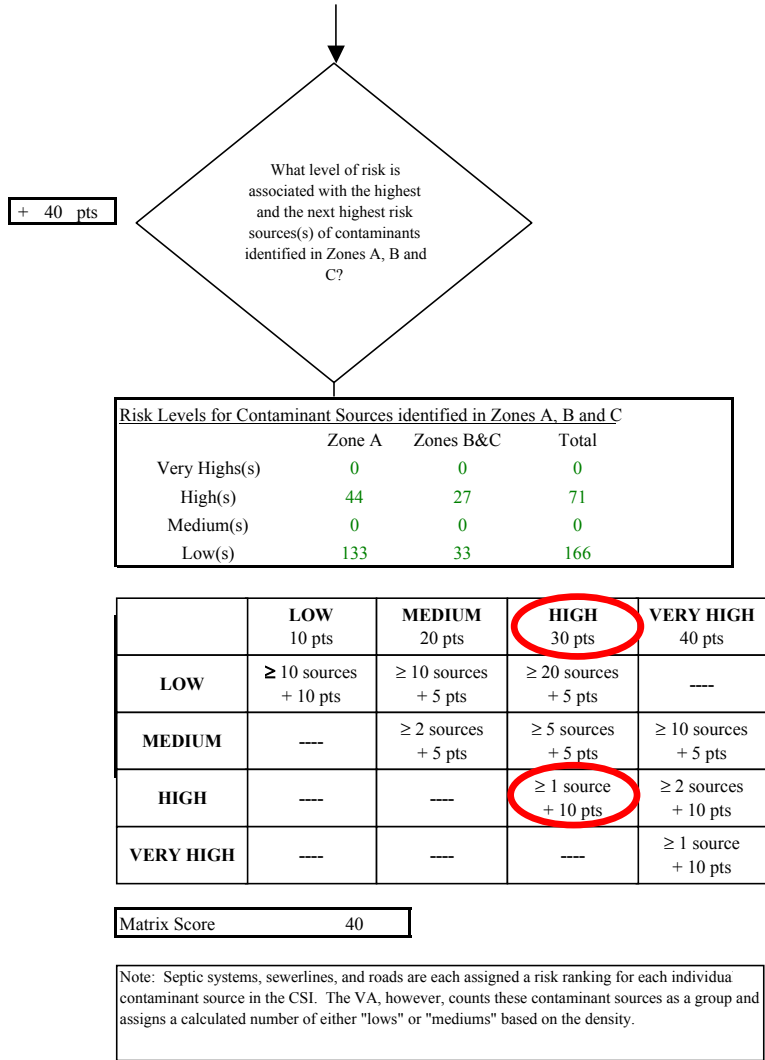 What level of risk is
associated with the highest
and the next highest risk
sources(s) of contaminants
identified in Zones A, B and
C?
+ 40 pts
Risk Levels for Contaminant Sources identified in Zones A, B and C
Zone A Zones B&C Total
Very Highs(s) 0 0 0
High(s) 44 27 71
Medium(s) 0 0 0
Low(s) 133 33 166
LOW MEDIUM HIGH VERY HIGH
10 pts 20 pts 30 pts 40 pts
LOW ≥ 10 sources + 10 pts ≥ 10 sources + 5 pts ≥ 20 sources + 5 pts ----
MEDIUM ---- ≥ 2 sources + 5 pts ≥ 5 sources + 5 pts ≥ 10 sources + 5 pts
HIGH ---- ---- ≥ 1 source + 10 pts ≥ 2 sources + 10 pts
VERY HIGH ---- ---- ---- ≥ 1 source + 10 pts
Matrix Score 40
Note: Septic systems, sewerlines, and roads are each assigned a risk ranking for each individua
contaminant source in the CSI. The VA, however, counts these contaminant sources as a group and
assigns a calculated number of either "lows" or "mediums" based on the density.